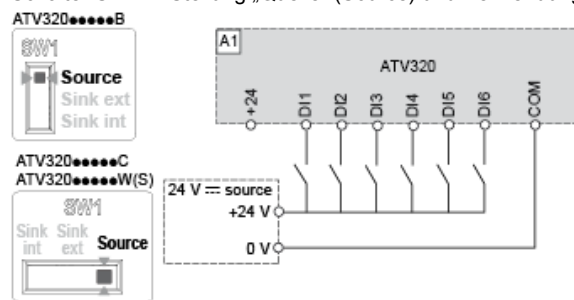 ATV320●●●●●B
SW1
Source
Sink ext
Sink int
ATV320●●●●●C
ATV320●●●●●W(S)
SW1
Sink int
Sink ext
Source
A1
ATV320
+24
DI1
DI2
DI3
DI4
DI5
DI6
COM
24 V ⎓ source
+24 V
0 V